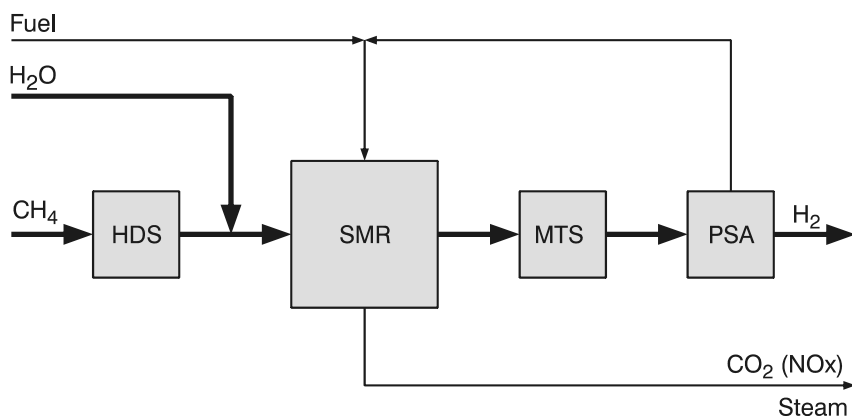 Fuel
H₂O
CH₄
HDS
SMR
MTS
PSA
H₂
CO₂ (NOx)
Steam